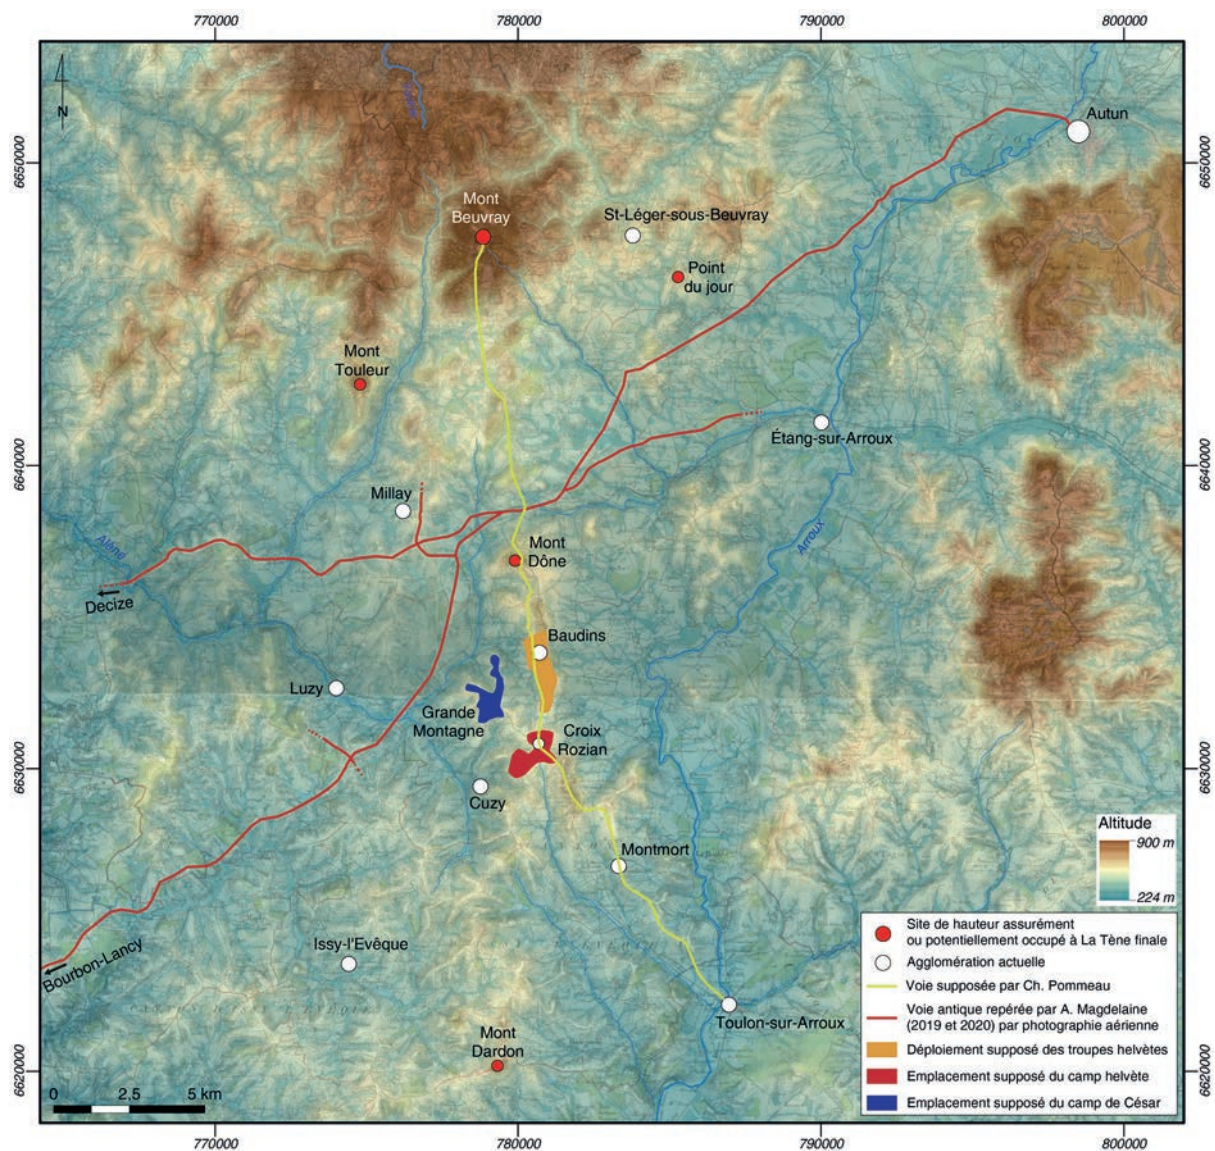 770000
780000
790000
800000
N
6650000
6650000
6640000
6640000
6630000
6630000
6620000
6620000
Autun
Mont
Beuvray
St-Léger-sous-Beuvray
Point
du jour
Mont
Touleur
Étang-sur-Arroux
Millay
Alène
Arroux
Mont
Dône
Decize
Baudins
Luzy
Grande
Montagne
Croix
Rozian
Cuzy
Montmort
Issy-l'Evêque
Bourbon-Lancy
Toulon-sur-Arroux
Mont
Dardon
0 2,5 5 km
Altitude
900 m
224 m
Site de hauteur assurément
ou potentiellement occupé à La Tène finale
Agglomération actuelle
Voie supposée par Ch. Pommeau
Voie antique repérée par A. Magdelaine
(2019 et 2020) par photographie aérienne
Déploiement supposé des troupes helvètes
Emplacement supposé du camp helvète
Emplacement supposé du camp de César
770000
780000
790000
800000